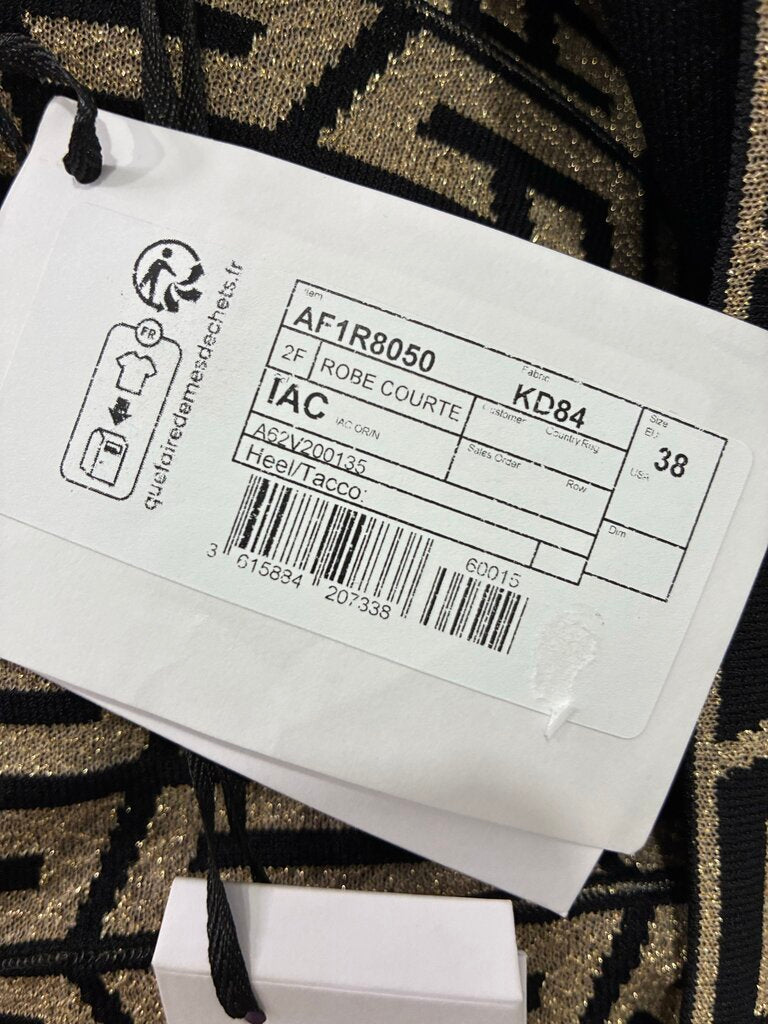 FR
quefairedemesdechets.fr
Item
AF1R8050
Fabric
KD84
Size
EU
38
USA
2F
ROBE COURTE
Customer
Country Rug
IAC
IAC OR/N
Sales Order
Row
A62V200135
Heel/Tacco:
Dim
3 615884 207338
60015